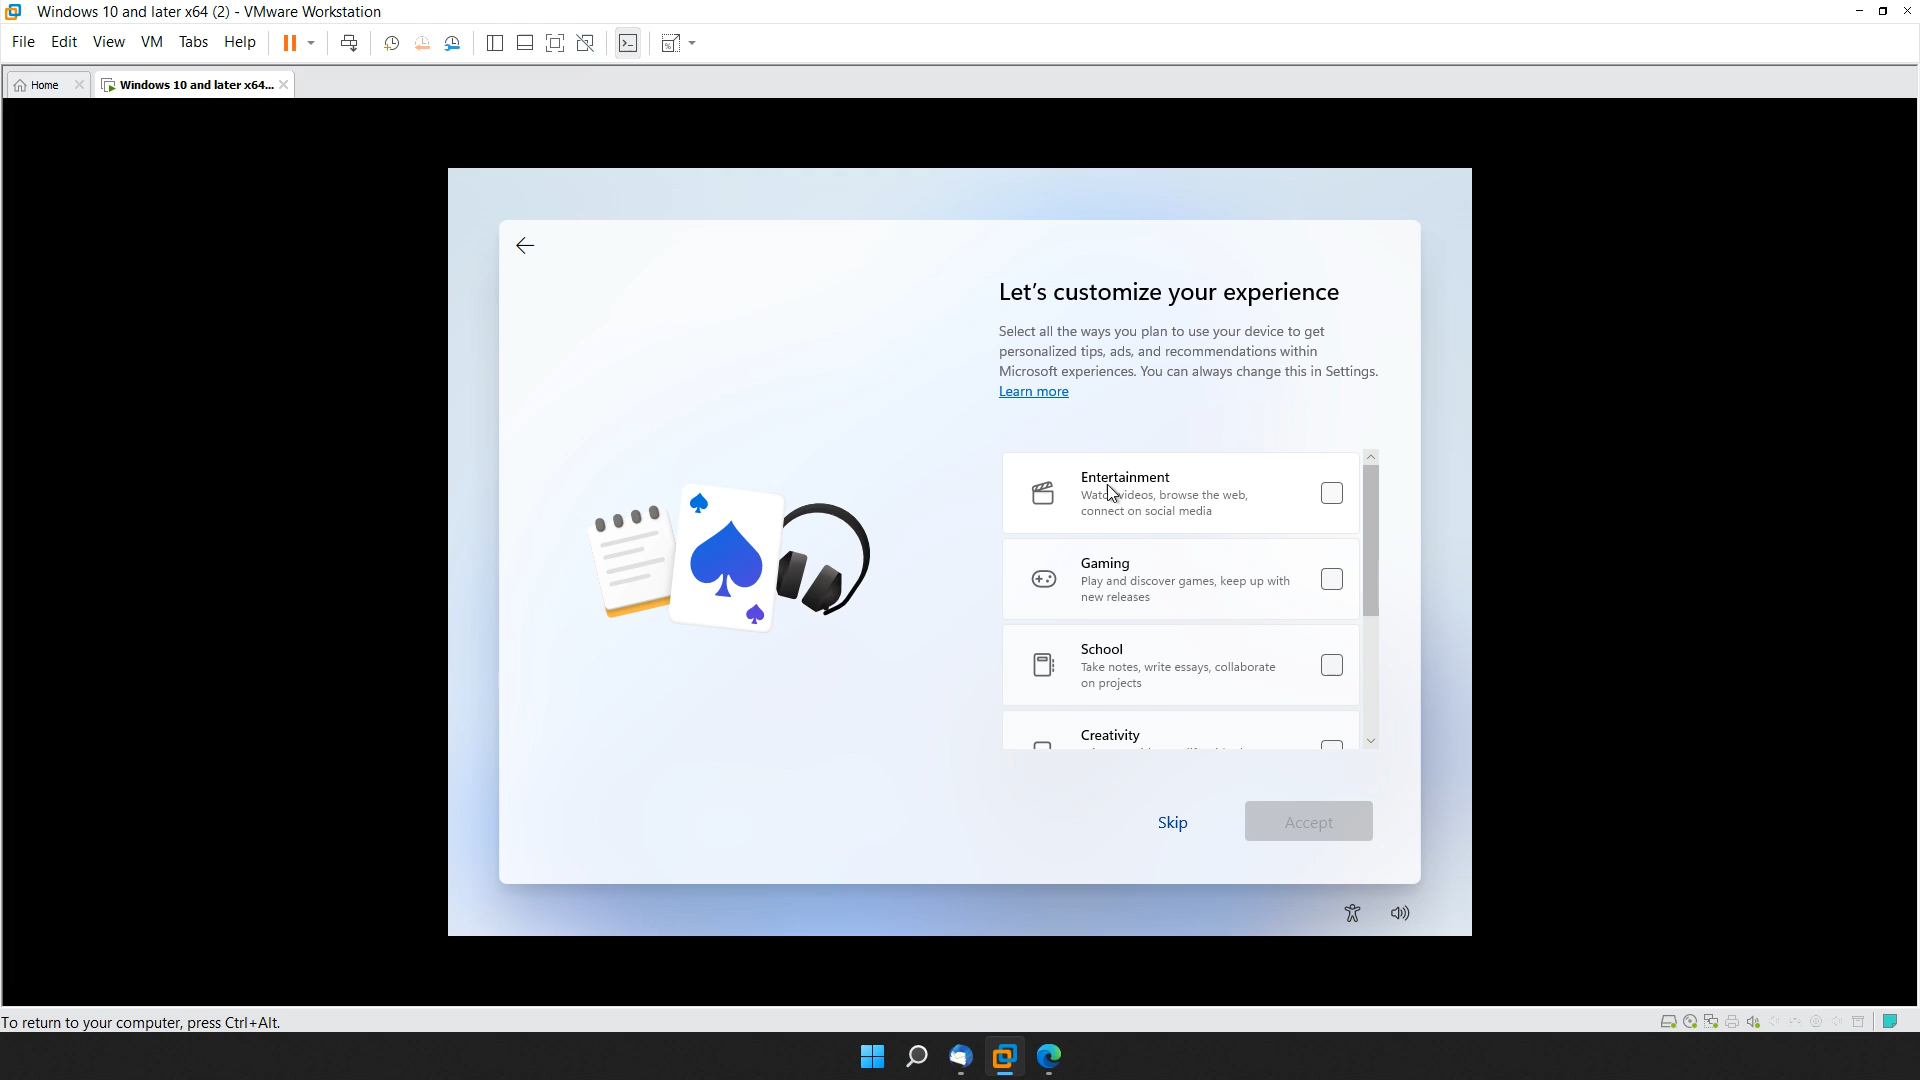 Windows 10 and later x64 (2) - VMware Workstation
File Edit View VM Tabs Help
Home
Windows 10 and later x64...
Let's customize your experience
Select all the ways you plan to use your device to get
personalized tips, ads, and recommendations within
Microsoft experiences. You can always change this in Settings.
Learn more
Entertainment
videos, browse the web,
connect on social media
Gaming
Play and discover games, keep up with
new releases
School
Take notes, write essays, collaborate
on projects
Creativity
Skip
Accept
To return to your computer, press Ctrl+Alt.